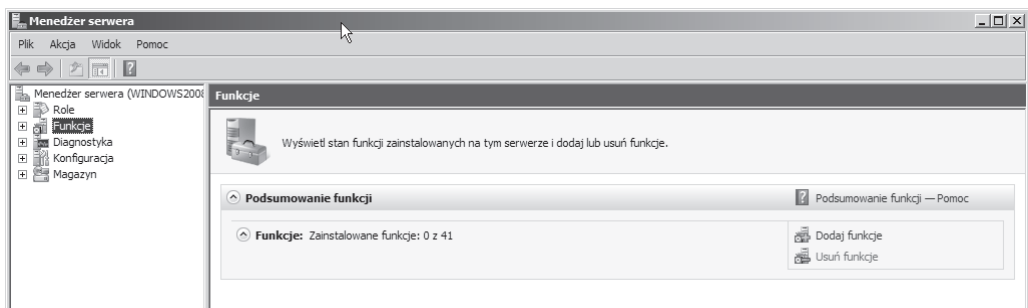 Menedżer serwera
Plik Akcja Widok Pomoc
Menedżer serwera (WINDOWS2008
Role
Funkcje
Diagnostyka
Konfiguracja
Magazyn
Funkcje
Wyświetl stan funkcji zainstalowanych na tym serwerze i dodaj lub usuń funkcje.
Podsumowanie funkcji
Podsumowanie funkcji — Pomoc
Funkcje: Zainstalowane funkcje: 0 z 41
Dodaj funkcje
Usuń funkcje